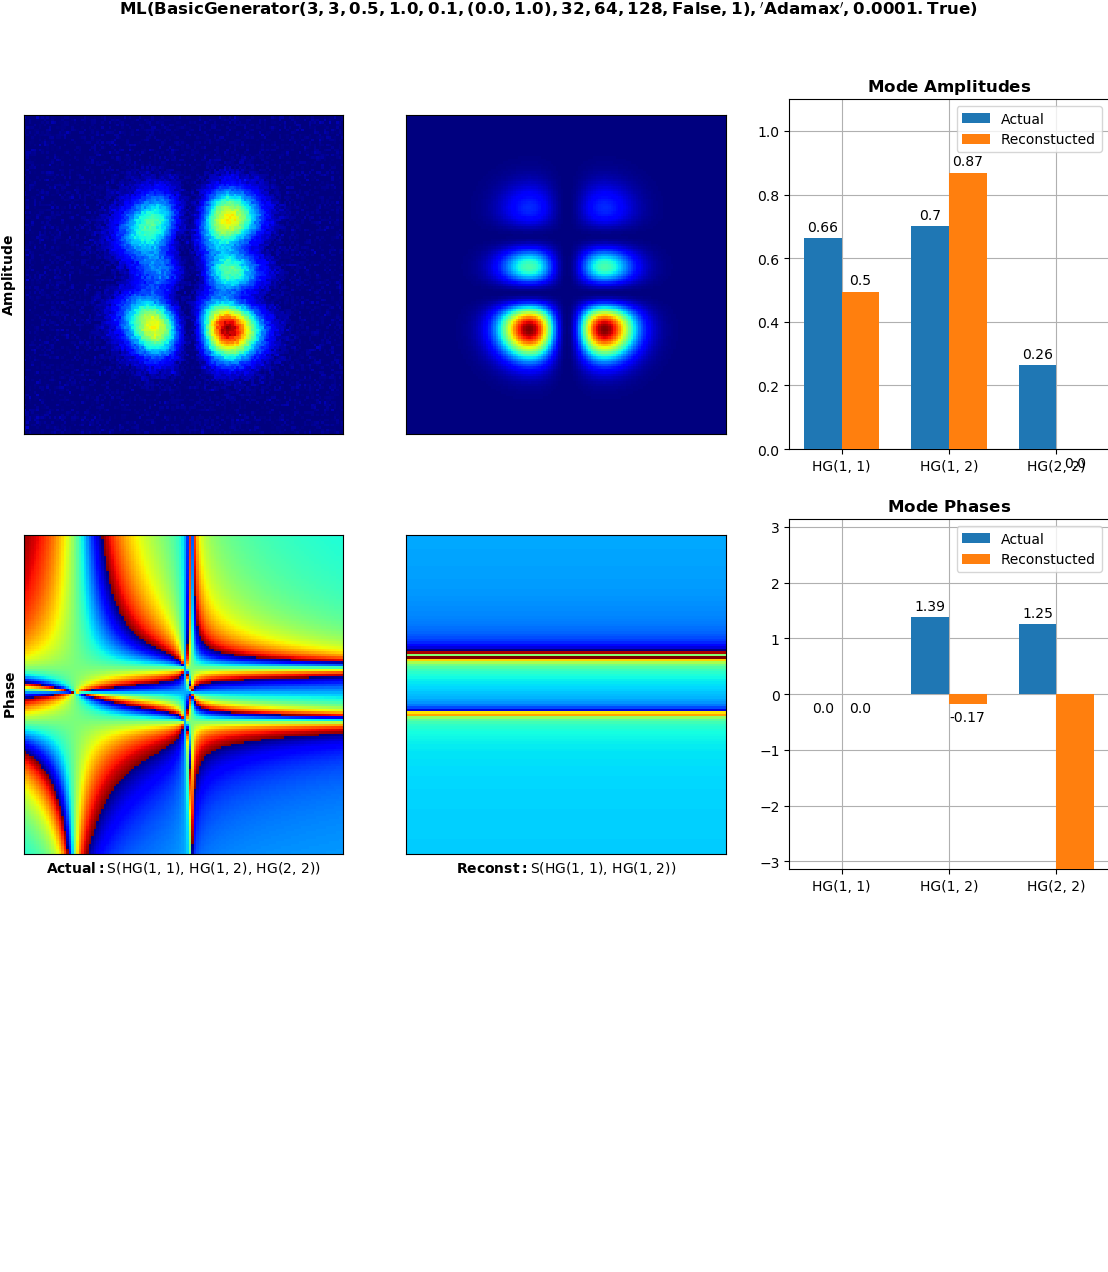 ML(BasicGenerator(3, 3, 0.5, 1.0, 0.1, (0.0, 1.0), 32, 64, 128, False, 1), ′Adamax′, 0.0001. True)
Amplitude
Mode Amplitudes
Actual
Reconstucted
1.0
0.8
0.6
0.4
0.2
0.0
0.66
0.5
0.7
0.87
0.26
0.0
HG(1, 1)
HG(1, 2)
HG(2, 2)
Phase
Actual: S(HG(1, 1), HG(1, 2), HG(2, 2))
Reconst: S(HG(1, 1), HG(1, 2))
Mode Phases
Actual
Reconstucted
3
2
1
0
−1
−2
−3
0.0
0.0
1.39
-0.17
1.25
HG(1, 1)
HG(1, 2)
HG(2, 2)